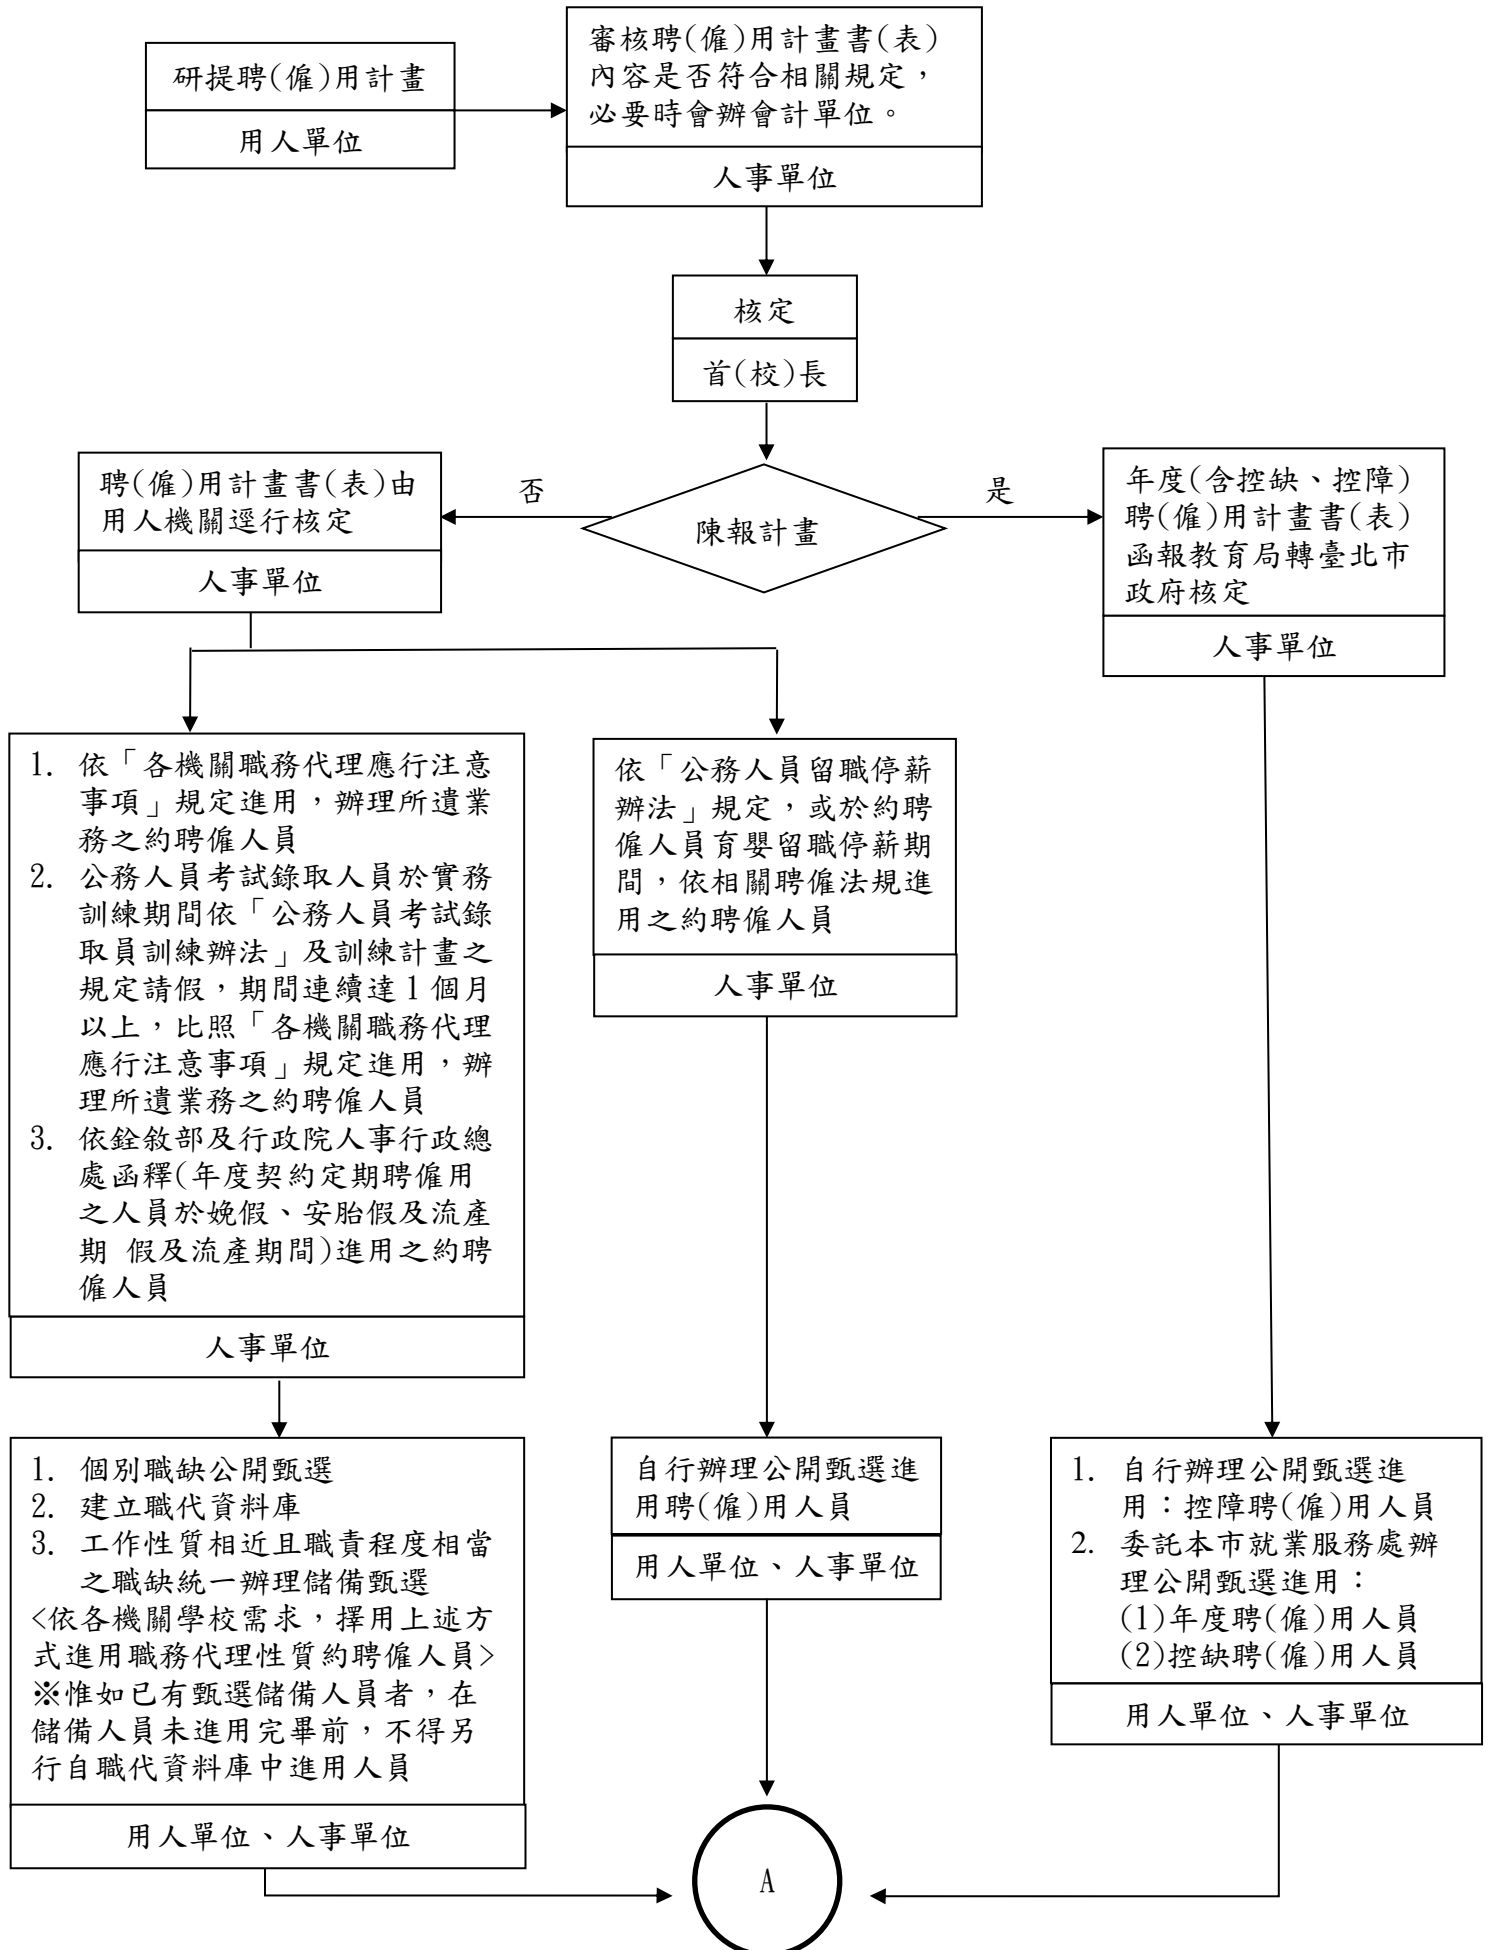 研提聘(僱)用計畫
用人單位
審核聘(僱)用計畫書(表)
內容是否符合相關規定，
必要時會辦會計單位。
人事單位
核定
首(校)長
陳報計畫
否
是
聘(僱)用計畫書(表)由
用人機關逕行核定
人事單位
年度(含控缺、控障)
聘(僱)用計畫書(表)
函報教育局轉臺北市
政府核定
人事單位
1. 依「各機關職務代理應行注意
事項」規定進用，辦理所遺業
務之約聘僱人員
2. 公務人員考試錄取人員於實務
訓練期間依「公務人員考試錄
取員訓練辦法」及訓練計畫之
規定請假，期間連續達1個月
以上，比照「各機關職務代理
應行注意事項」規定進用，辦
理所遺業務之約聘僱人員
3. 依銓敘部及行政院人事行政總
處函釋(年度契約定期聘僱用
之人員於娩假、安胎假及流產
期 假及流產期間)進用之約聘
僱人員
人事單位
依「公務人員留職停薪
辦法」規定，或於約聘
僱人員育嬰留職停薪期
間，依相關聘僱法規進
用之約聘僱人員
人事單位
1. 個別職缺公開甄選
2. 建立職代資料庫
3. 工作性質相近且職責程度相當
之職缺統一辦理儲備甄選
<依各機關學校需求，擇用上述方
式進用職務代理性質約聘僱人員>
※惟如已有甄選儲備人員者，在
儲備人員未進用完畢前，不得另
行自職代資料庫中進用人員
用人單位、人事單位
自行辦理公開甄選進
用聘(僱)用人員
用人單位、人事單位
1. 自行辦理公開甄選進
用：控障聘(僱)用人員
2. 委託本市就業服務處辦
理公開甄選進用：
(1)年度聘(僱)用人員
(2)控缺聘(僱)用人員
用人單位、人事單位
A